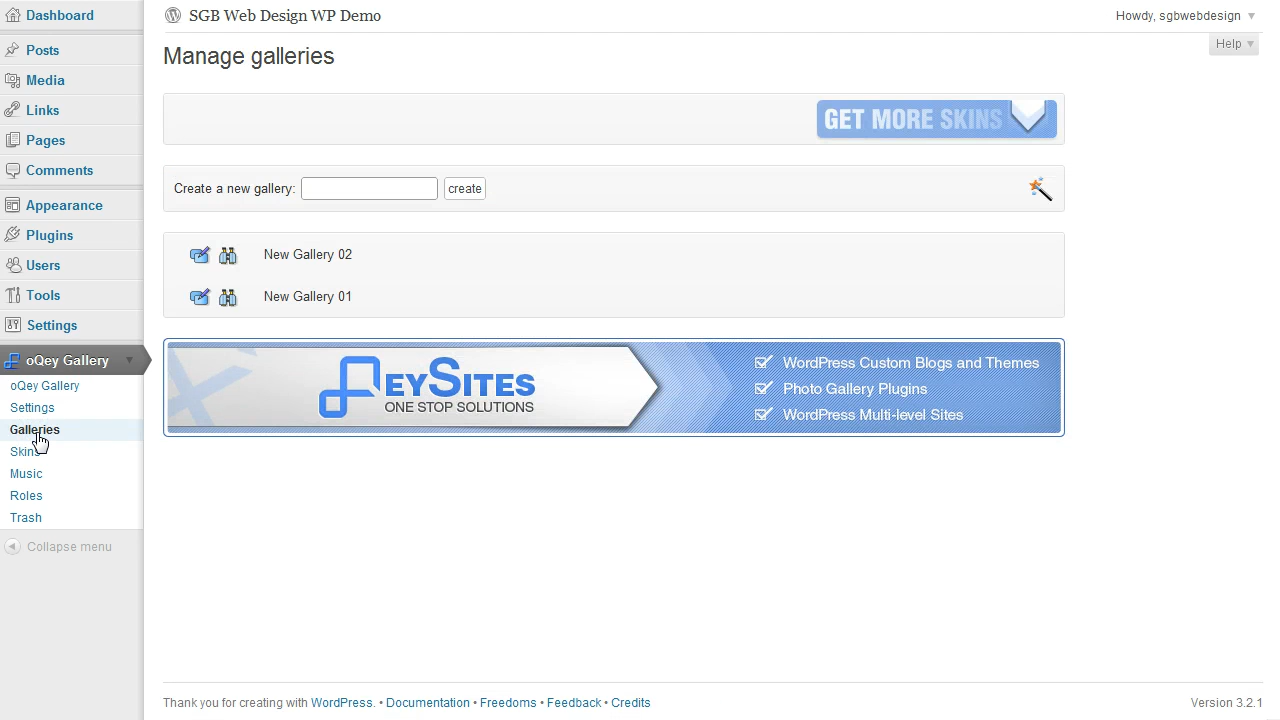 Dashboard
Posts
Media
Links
Pages
Comments
Appearance
Plugins
Users
Tools
Settings
oQey Gallery
oQey Gallery
Settings
Galleries
Skins
Music
Roles
Trash
Collapse menu
SGB Web Design WP Demo
Howdy, sgbwebdesign
Help
Manage galleries
GET MORE SKINS
Create a new gallery: create
New Gallery 02
New Gallery 01
EYSITES
ONE STOP SOLUTIONS
WordPress Custom Blogs and Themes
Photo Gallery Plugins
WordPress Multi-level Sites
Thank you for creating with WordPress. • Documentation • Freedoms • Feedback • Credits
Version 3.2.1